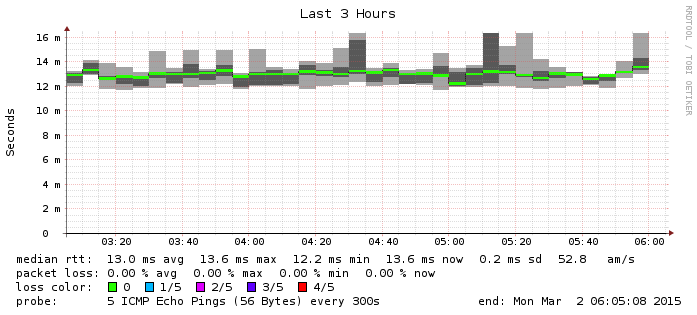 Last 3 Hours
RRDTOOL / TOBI OETIKER
Seconds
16 m
14 m
12 m
10 m
8 m
6 m
4 m
2 m
0
03:20 03:40 04:00 04:20 04:40 05:00 05:20 05:40 06:00
median rtt: 13.0 ms avg 13.6 ms max 12.2 ms min 13.6 ms now 0.2 ms sd 52.8 am/s
packet loss: 0.00 % avg 0.00 % max 0.00 % min 0.00 % now
loss color: 0 1/5 2/5 3/5 4/5
probe: 5 ICMP Echo Pings (56 Bytes) every 300s end: Mon Mar 2 06:05:08 2015